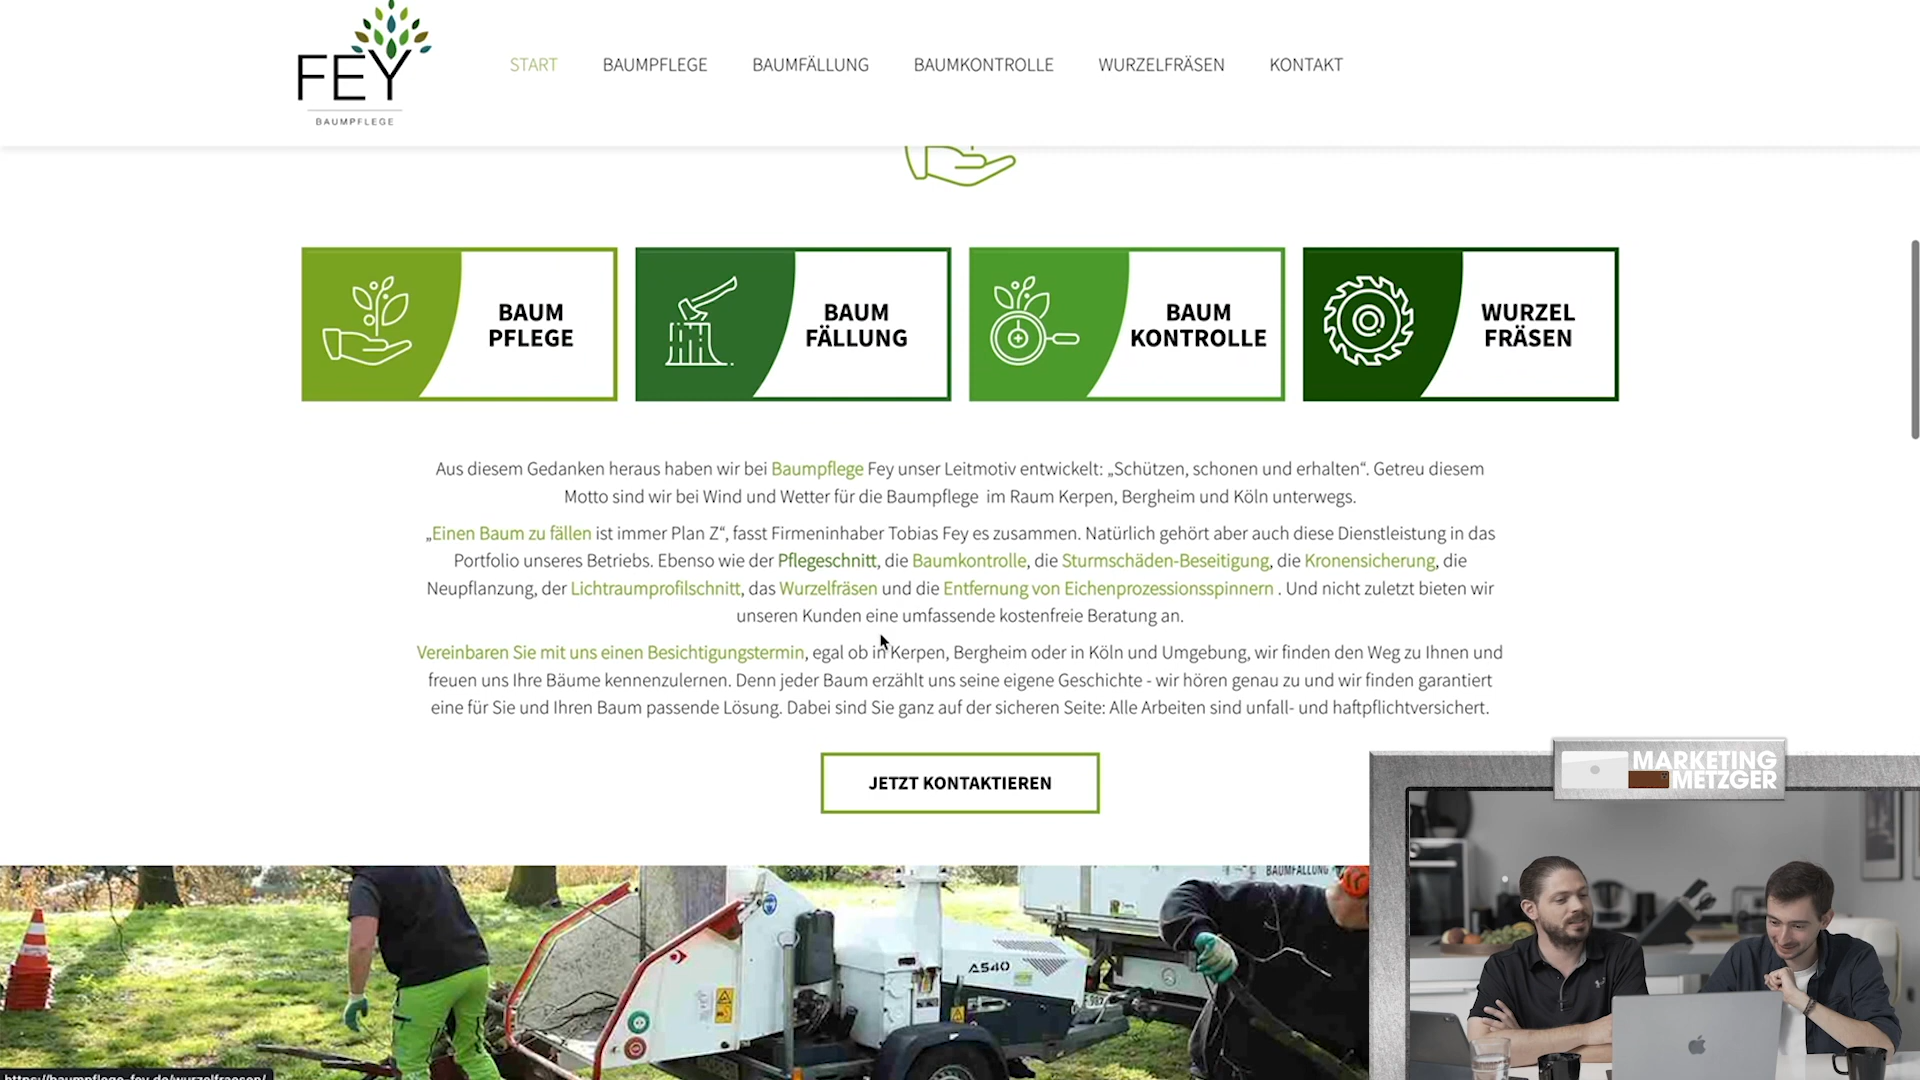 FEY
BAUMPFLEGE
START BAUMPFLEGE BAUMFÄLLUNG BAUMKONTROLLE WURZELFRÄSEN KONTAKT
BAUM
PFLEGE
BAUM
FÄLLUNG
BAUM
KONTROLLE
WURZEL
FRÄSEN
Aus diesem Gedanken heraus haben wir bei Baumpflege Fey unser Leitmotiv entwickelt: „Schützen, schonen und erhalten“. Getreu diesem
Motto sind wir bei Wind und Wetter für die Baumpflege im Raum Kerpen, Bergheim und Köln unterwegs.
„Einen Baum zu fällen ist immer Plan Z“, fasst Firmeninhaber Tobias Fey es zusammen. Natürlich gehört aber auch diese Dienstleistung in das
Portfolio unseres Betriebs. Ebenso wie der Pflegeschnitt, die Baumkontrolle, die Sturmschäden-Beseitigung, die Kronensicherung, die
Neupflanzung, der Lichtraumprofilschnitt, das Wurzelfräsen und die Entfernung von Eichenprozessionsspinnern . Und nicht zuletzt bieten wir
unseren Kunden eine umfassende kostenfreie Beratung an.
Vereinbaren Sie mit uns einen Besichtigungstermin, egal ob in Kerpen, Bergheim oder in Köln und Umgebung, wir finden den Weg zu Ihnen und
freuen uns Ihre Bäume kennenzulernen. Denn jeder Baum erzählt uns seine eigene Geschichte - wir hören genau zu und wir finden garantiert
eine für Sie und Ihren Baum passende Lösung. Dabei sind Sie ganz auf der sicheren Seite: Alle Arbeiten sind unfall- und haftpflichtversichert.
JETZT KONTAKTIEREN
MARKETING
METZGER
BAUMFÄLLUNG
A540
https://baumpflege-fey.de/wurzelfraesen/